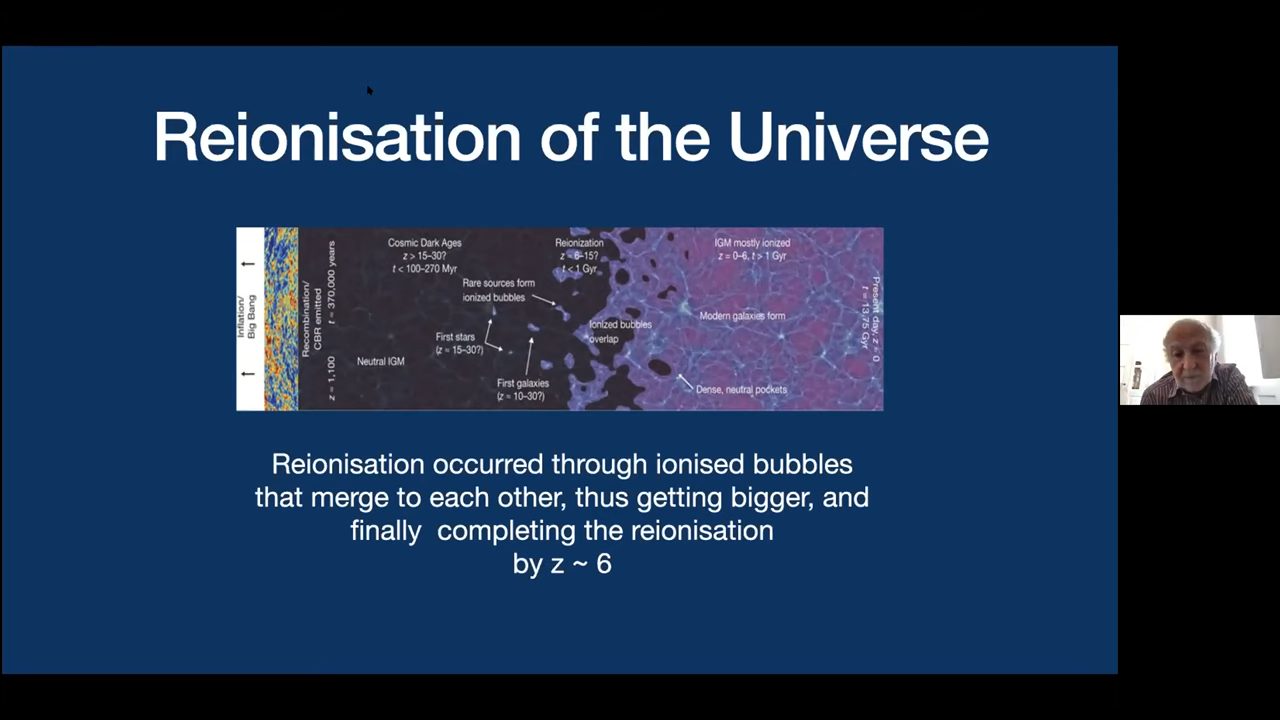 Reionisation of the Universe
Inflation/
Big Bang
Recombination/
CBR emitted
t ≈ 370,000 years
z = 1,100
Cosmic Dark Ages
z > 15–30?
t < 100–270 Myr
Neutral IGM
Rare sources form
ionized bubbles
First stars
(z ≈ 15–30?)
First galaxies
(z ≈ 10–30?)
Reionization
z ≈ 6–15?
t < 1 Gyr
Ionized bubbles
overlap
IGM mostly ionized
z = 0–6, t > 1 Gyr
Modern galaxies form
Dense, neutral pockets
Present day, z = 0
t = 13.75 Gyr
Reionisation occurred through ionised bubbles
that merge to each other, thus getting bigger, and
finally completing the reionisation
by z ~ 6